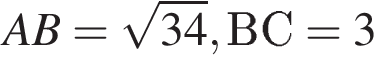 AB = √34, BC = 3